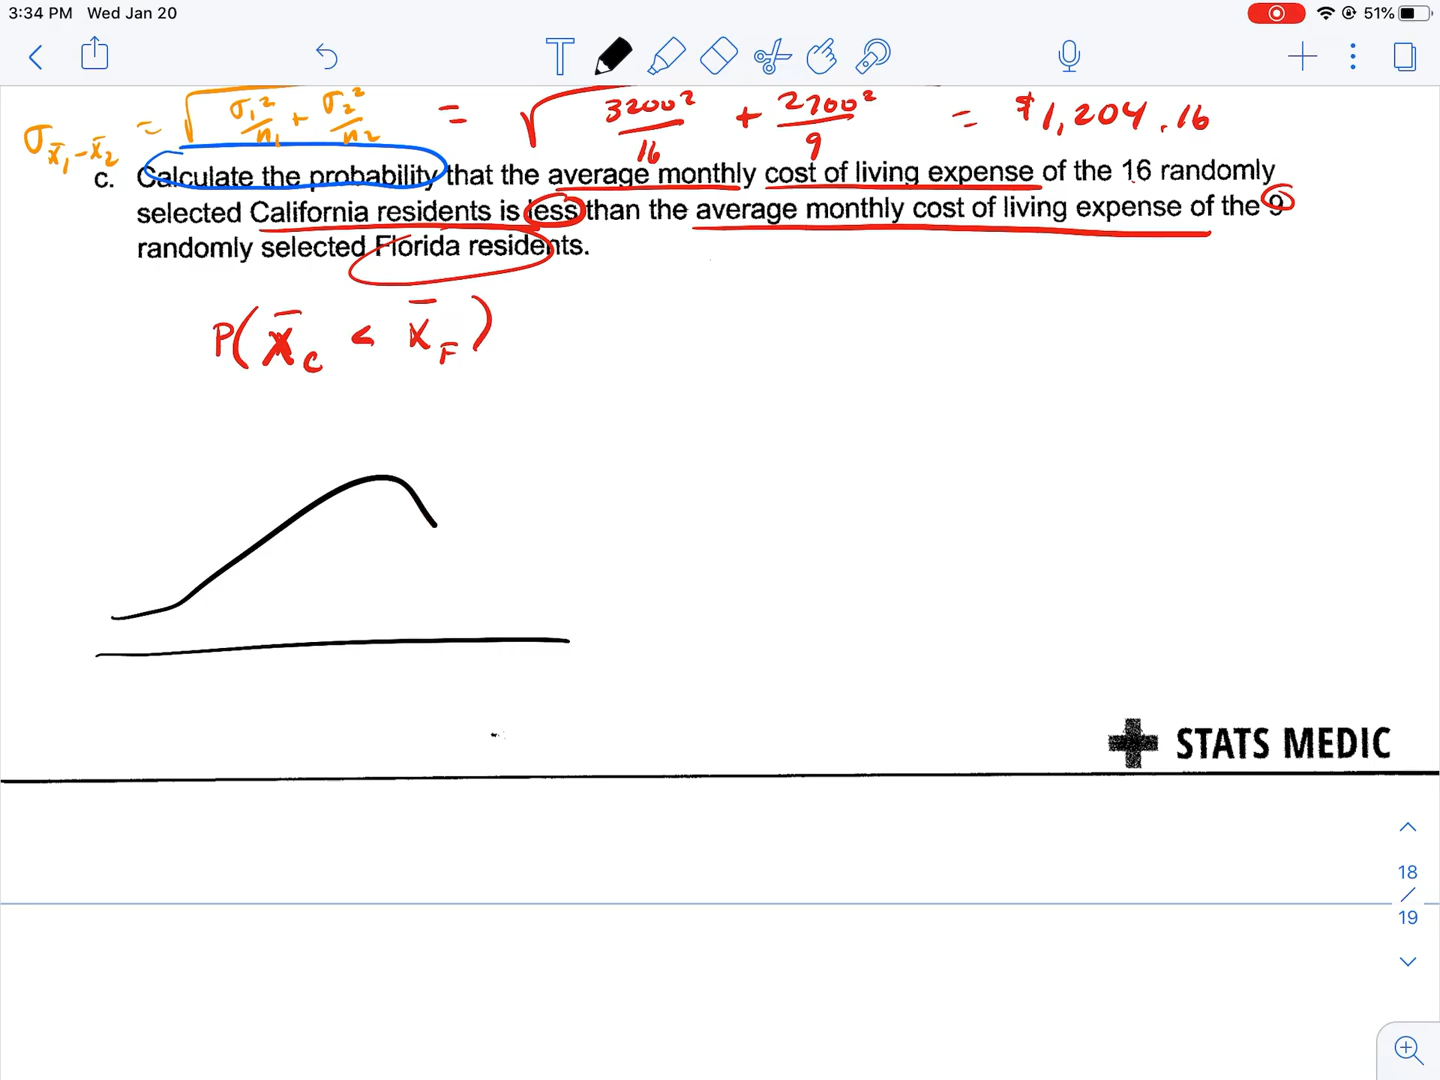 3:34 PM Wed Jan 20
51%
σx̄₁-x̄₂ = √ σ₁²/n₁ + σ₂²/n₂ = √ 3200²/16 + 2700²/9 = $1,204.16
c. Calculate the probability that the average monthly cost of living expense of the 16 randomly
selected California residents is less than the average monthly cost of living expense of the 9
randomly selected Florida residents.
P( x̄C < x̄F )
STATS MEDIC
18
/
19